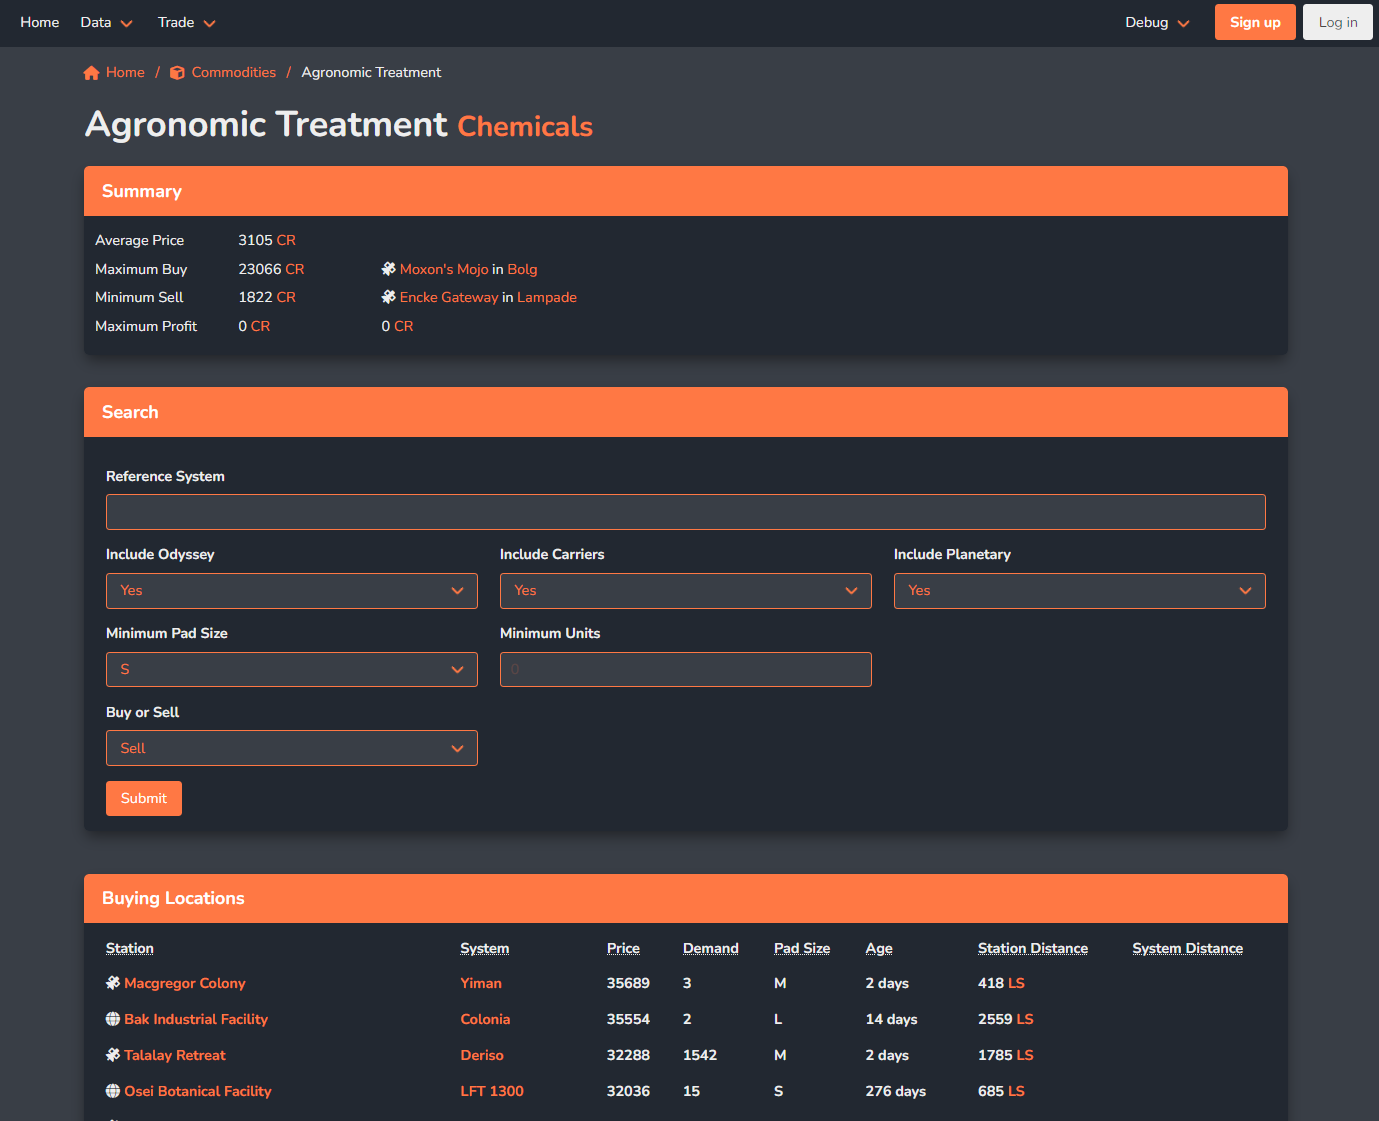 Home Data Trade Debug Sign up Log in
Home / Commodities / Agronomic Treatment
Agronomic Treatment Chemicals
Summary
Average Price 3105 CR
Maximum Buy 23066 CR Moxon's Mojo in Bolg
Minimum Sell 1822 CR Encke Gateway in Lampade
Maximum Profit 0 CR 0 CR
Search
Reference System
Include Odyssey Include Carriers Include Planetary
Yes Yes Yes
Minimum Pad Size Minimum Units
S 0
Buy or Sell
Sell
Submit
Buying Locations
Station System Price Demand Pad Size Age Station Distance System Distance
Macgregor Colony Yiman 35689 3 M 2 days 418 LS
Bak Industrial Facility Colonia 35554 2 L 14 days 2559 LS
Talalay Retreat Deriso 32288 1542 M 2 days 1785 LS
Osei Botanical Facility LFT 1300 32036 15 S 276 days 685 LS